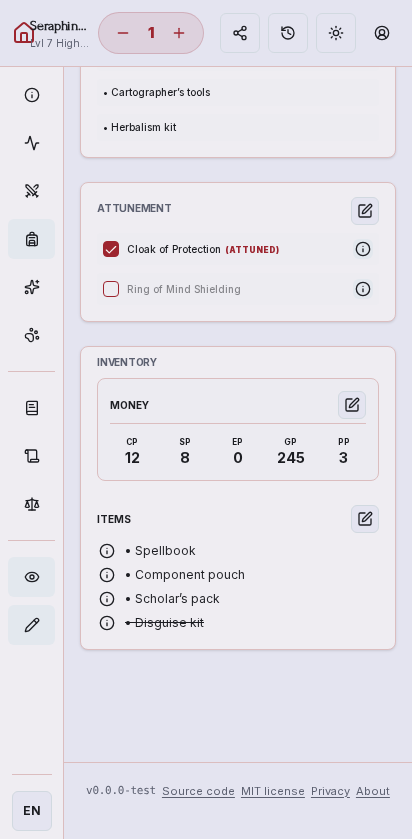 Seraphin...
Lvl 7 High...
1
• Cartographer's tools
• Herbalism kit
ATTUNEMENT
Cloak of Protection (ATTUNED)
Ring of Mind Shielding
INVENTORY
MONEY
CP SP EP GP PP
12 8 0 245 3
ITEMS
• Spellbook
• Component pouch
• Scholar's pack
• Disguise kit
EN
v0.0.0-test Source code MIT license Privacy About